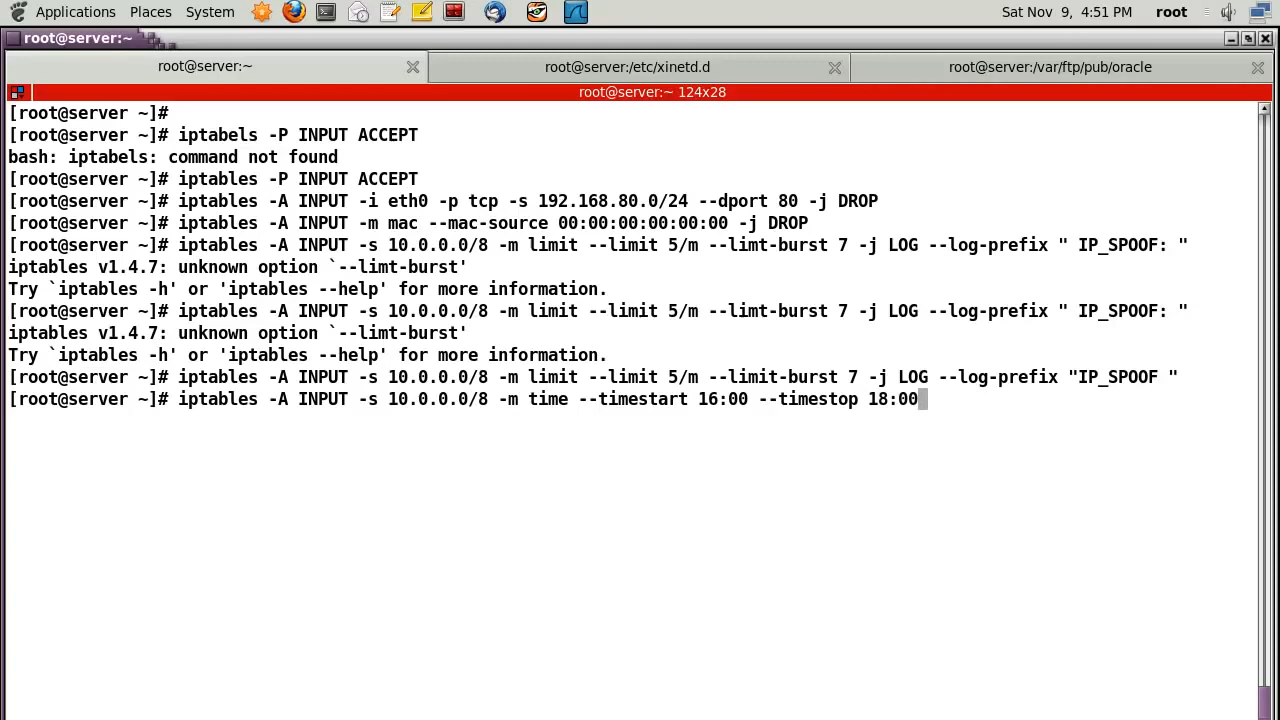 Applications Places System Sat Nov 9, 4:51 PM root
root@server:~
root@server:~ root@server:/etc/xinetd.d root@server:/var/ftp/pub/oracle
root@server:~ 124x28
[root@server ~]#
[root@server ~]# iptabels -P INPUT ACCEPT
bash: iptabels: command not found
[root@server ~]# iptables -P INPUT ACCEPT
[root@server ~]# iptables -A INPUT -i eth0 -p tcp -s 192.168.80.0/24 --dport 80 -j DROP
[root@server ~]# iptables -A INPUT -m mac --mac-source 00:00:00:00:00:00 -j DROP
[root@server ~]# iptables -A INPUT -s 10.0.0.0/8 -m limit --limit 5/m --limt-burst 7 -j LOG --log-prefix " IP_SPOOF: "
iptables v1.4.7: unknown option `--limt-burst'
Try `iptables -h' or 'iptables --help' for more information.
[root@server ~]# iptables -A INPUT -s 10.0.0.0/8 -m limit --limit 5/m --limt-burst 7 -j LOG --log-prefix " IP_SPOOF: "
iptables v1.4.7: unknown option `--limt-burst'
Try `iptables -h' or 'iptables --help' for more information.
[root@server ~]# iptables -A INPUT -s 10.0.0.0/8 -m limit --limit 5/m --limit-burst 7 -j LOG --log-prefix "IP_SPOOF "
[root@server ~]# iptables -A INPUT -s 10.0.0.0/8 -m time --timestart 16:00 --timestop 18:00